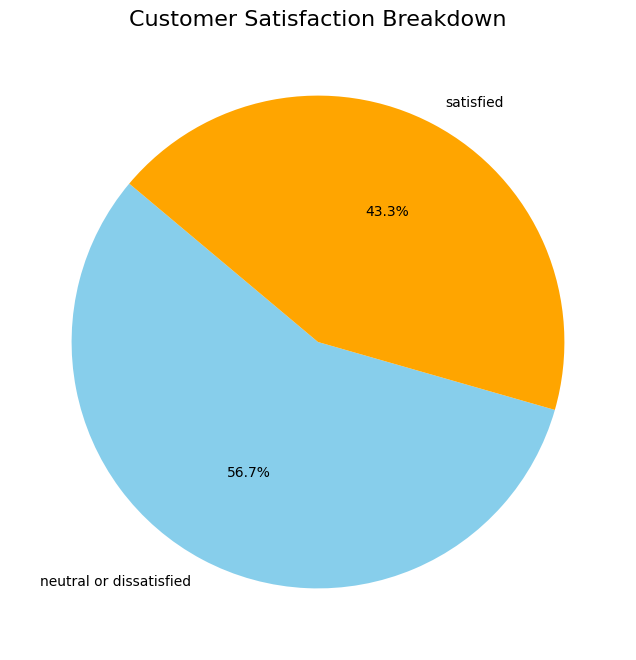 Customer Satisfaction Breakdown
satisfied
43.3%
56.7%
neutral or dissatisfied